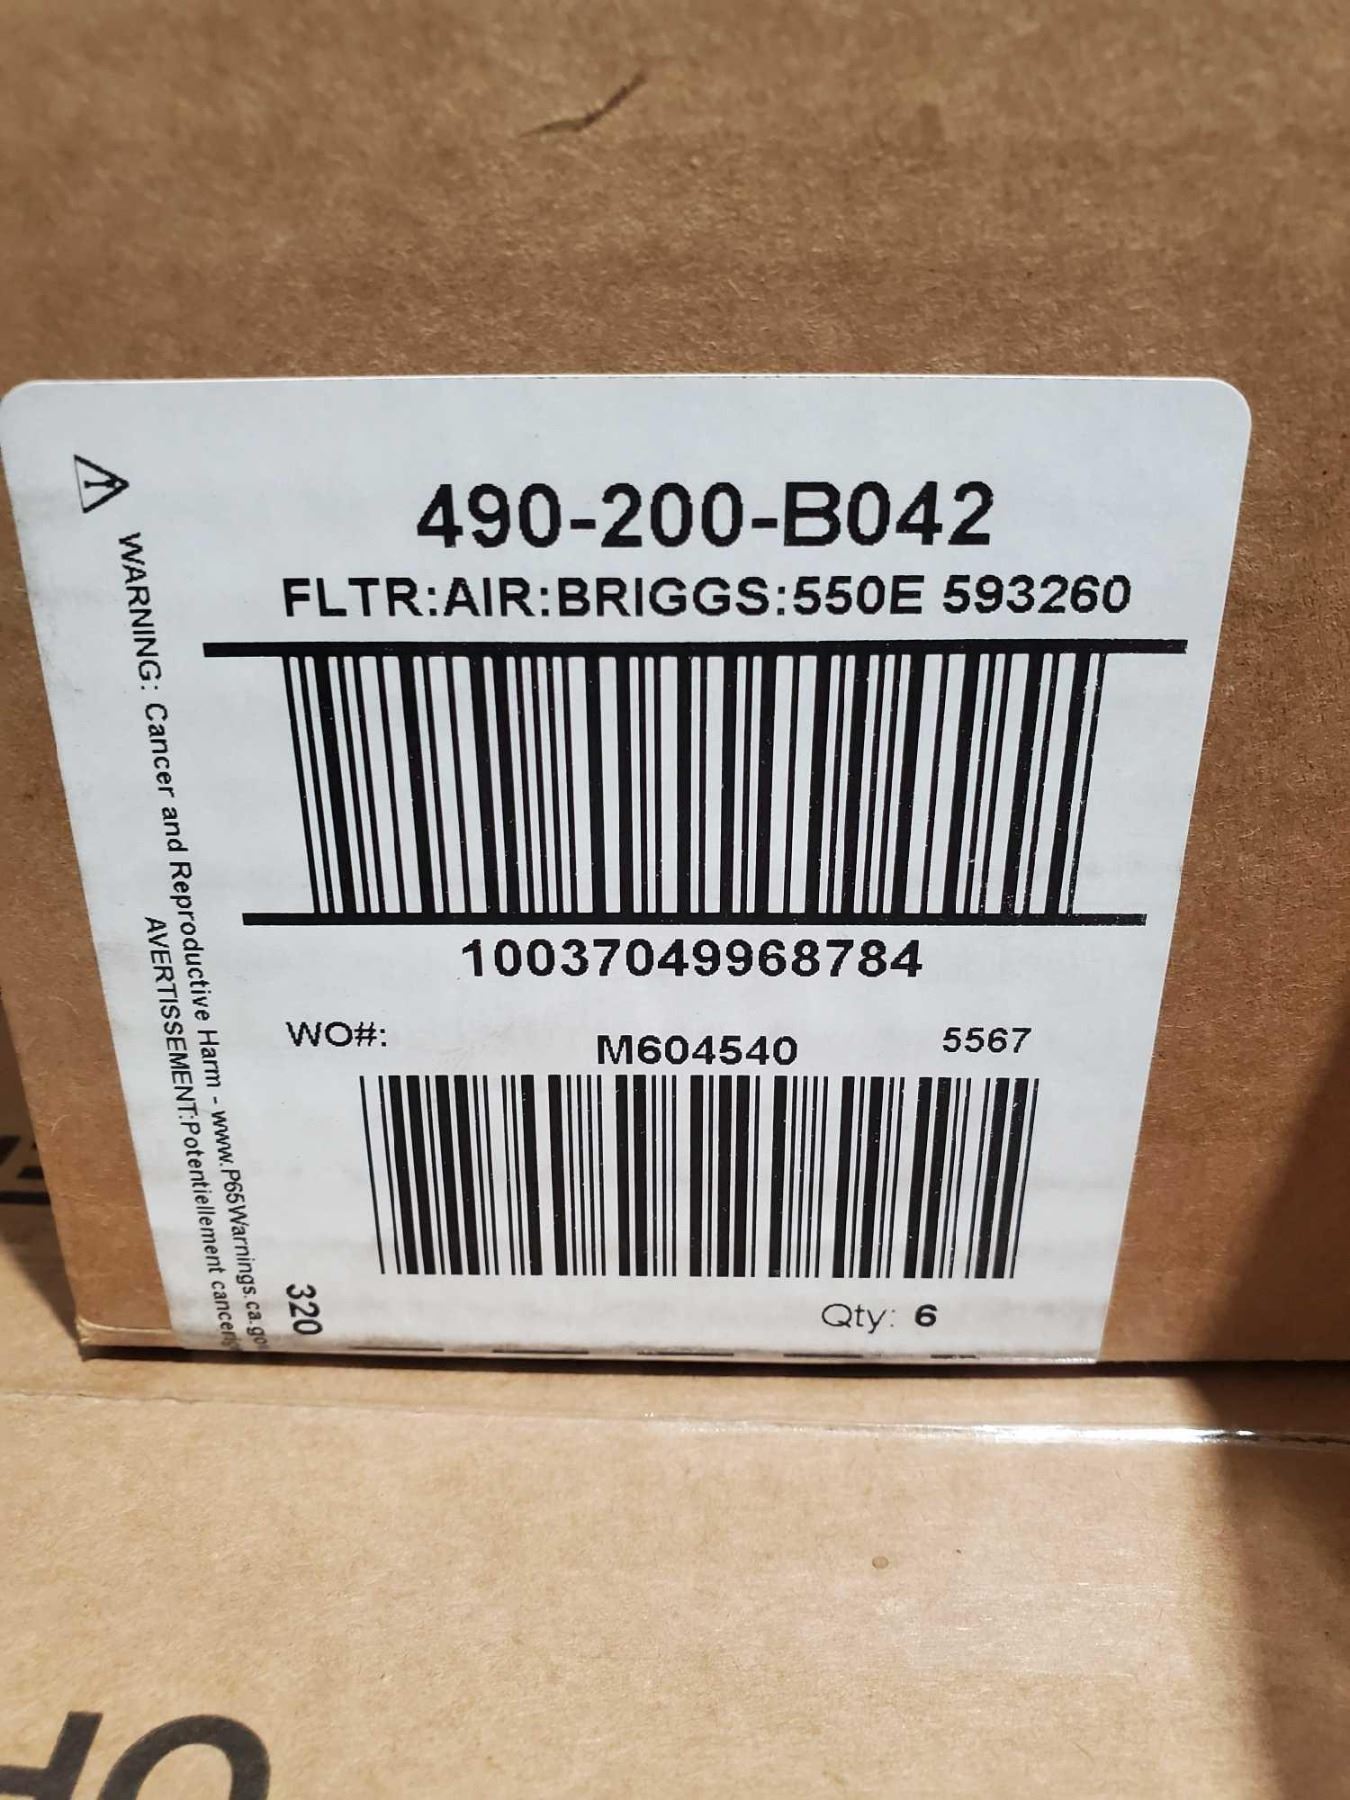 490-200-B042
FLTR:AIR:BRIGGS:550E 593260
10037049968784
WO#:
M604540
5567
Qty: 6
320
WARNING: Cancer and Reproductive Harm - www.P65Warnings.ca.go
AVERTISSEMENT:Potentiellement